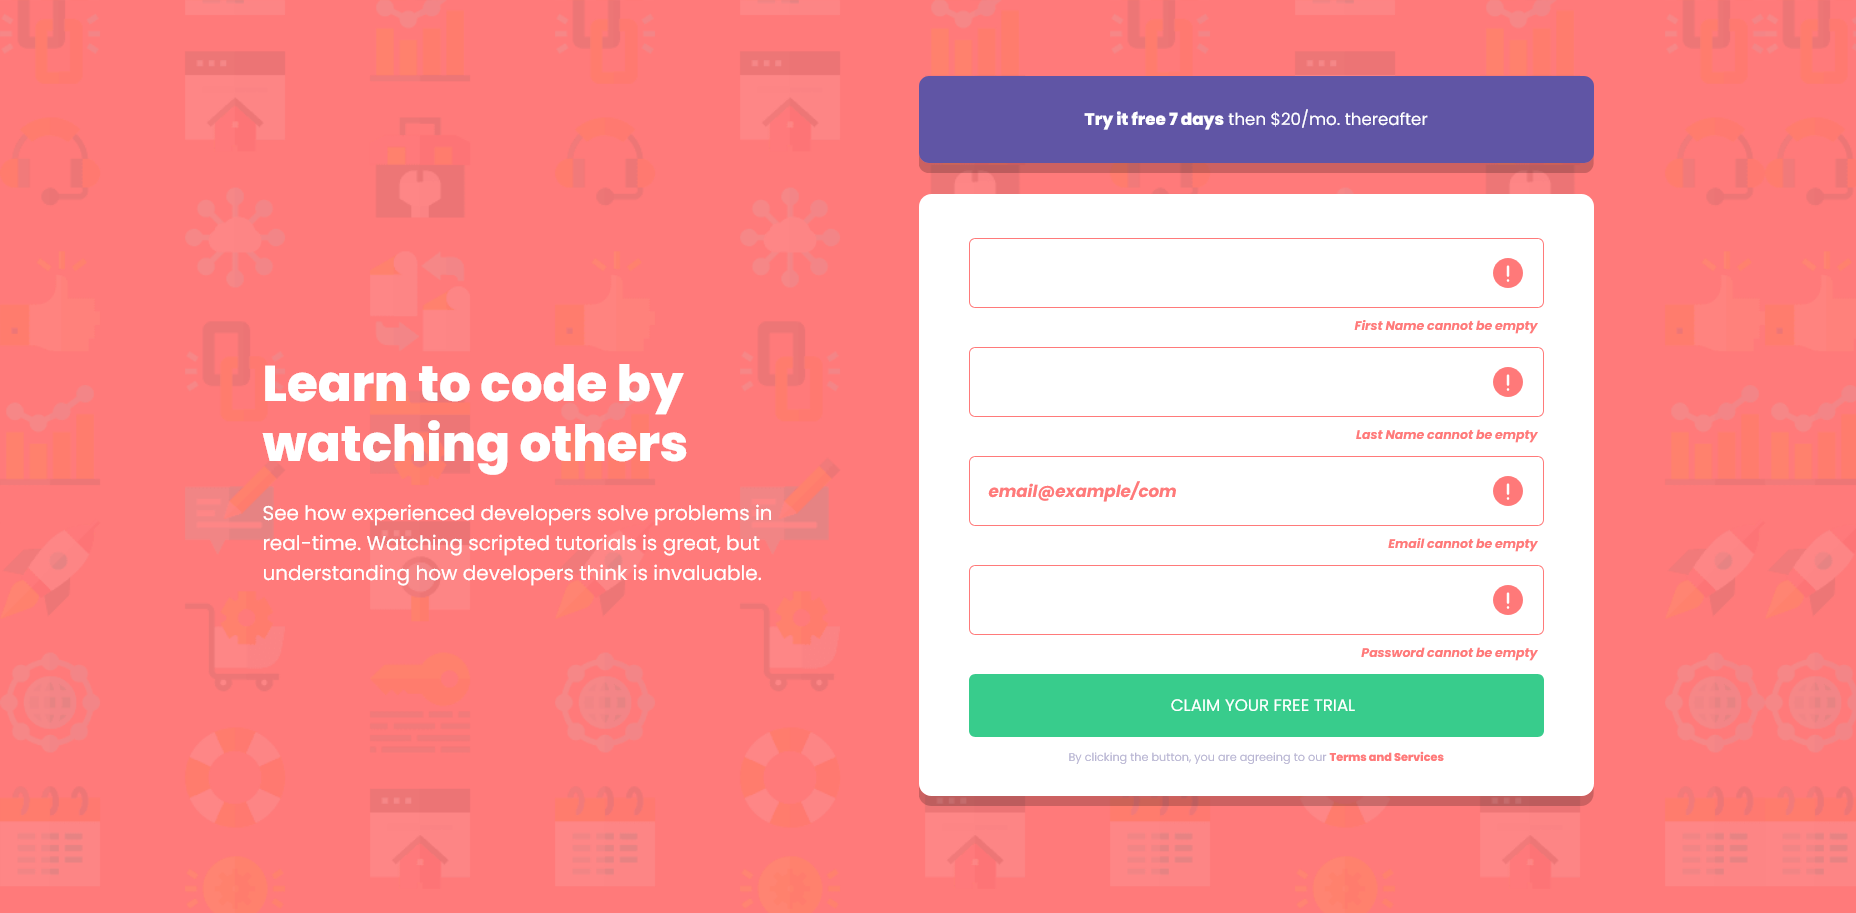 Learn to code by
watching others
See how experienced developers solve problems in
real-time. Watching scripted tutorials is great, but
understanding how developers think is invaluable.
Try it free 7 days then $20/mo. thereafter
First Name cannot be empty
Last Name cannot be empty
email@example/com
Email cannot be empty
Password cannot be empty
CLAIM YOUR FREE TRIAL
By clicking the button, you are agreeing to our Terms and Services